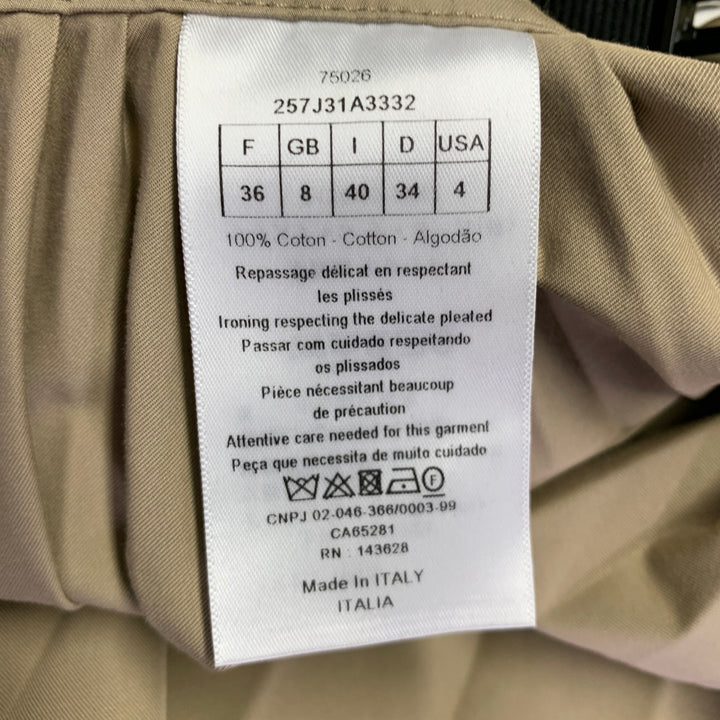 75026
257J31A3332
F GB I D USA
36 8 40 34 4
100% Coton - Cotton - Algodão
Repassage délicat en respectant
les plissés
Ironing respecting the delicate pleated
Passar com cuidado respeitando
os plissados
Pièce nécessitant beaucoup
de précaution
Attentive care needed for this garment
Peça que necessita de muito cuidado
F
CNPJ 02-046-366/0003-99
CA65281
RN : 143628
Made In ITALY
ITALIA